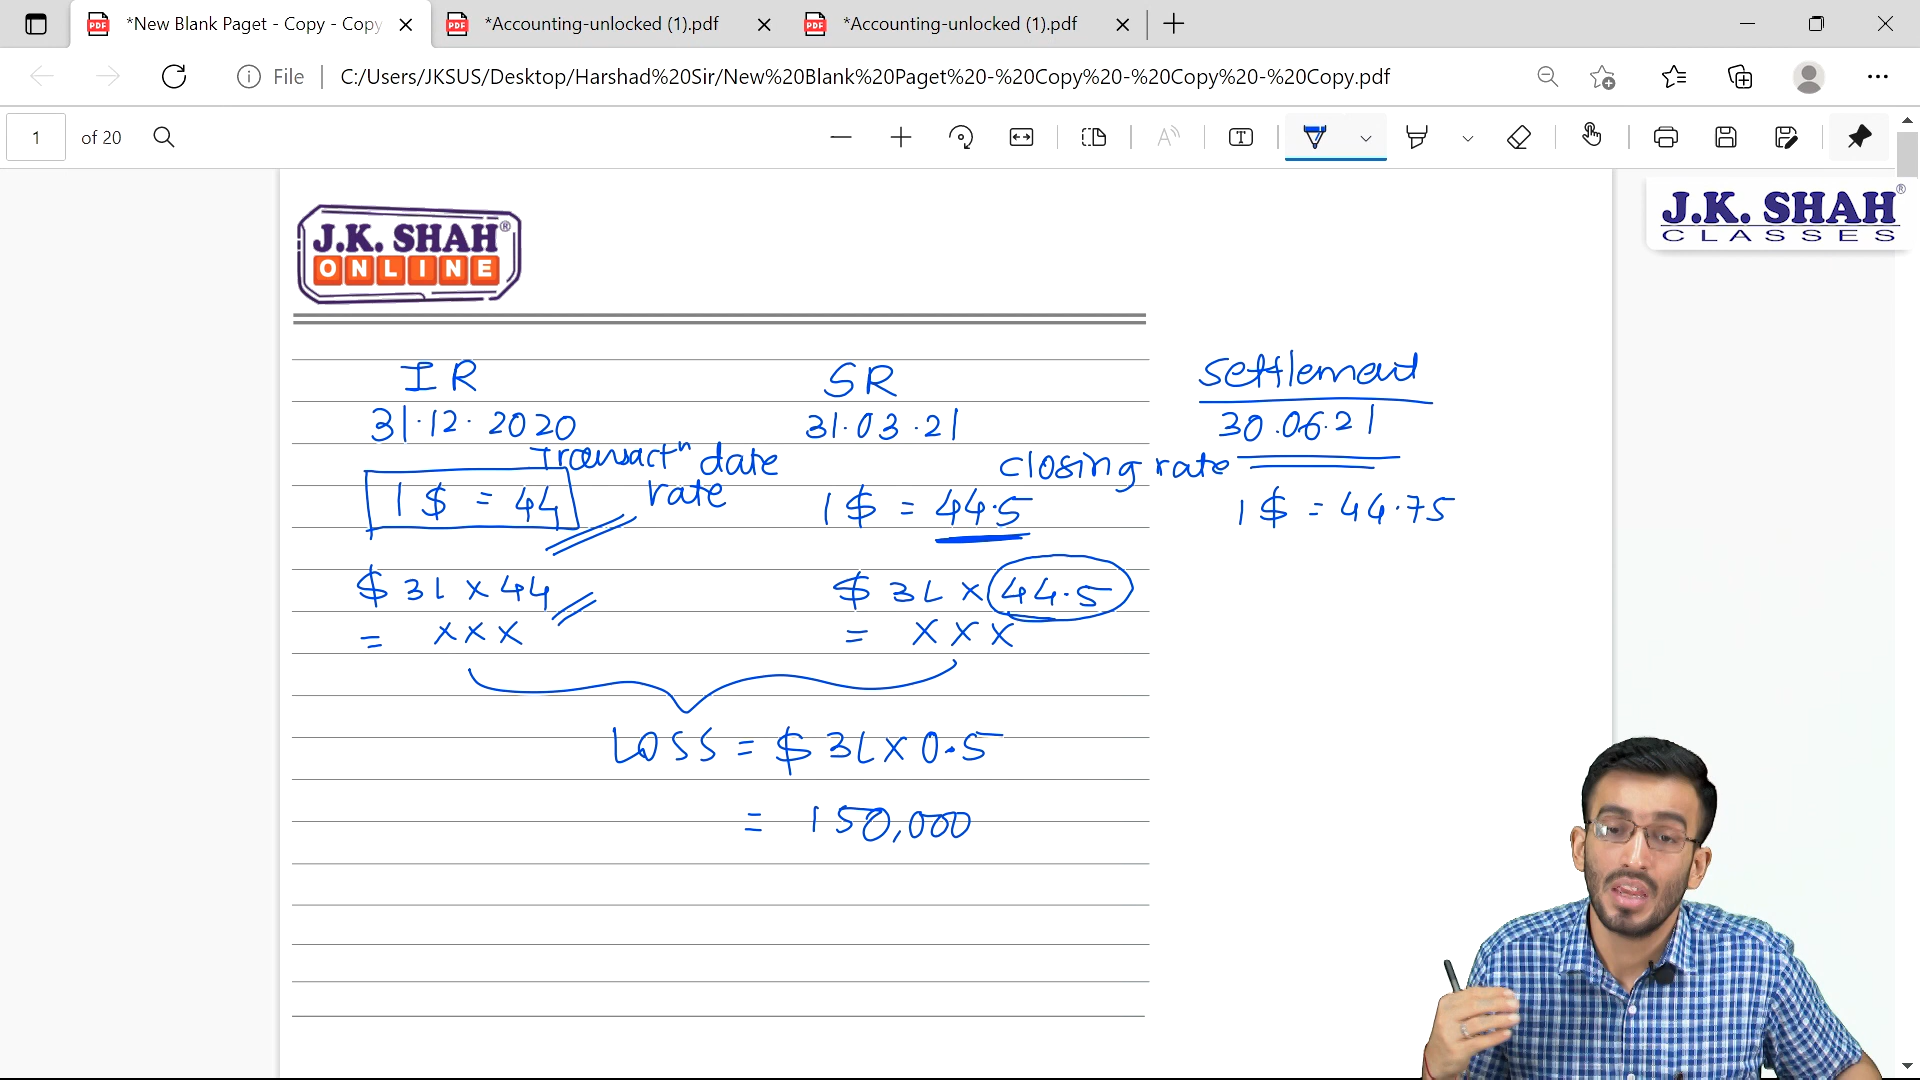 *New Blank Paget - Copy - Copy
*Accounting-unlocked (1).pdf
*Accounting-unlocked (1).pdf
File
C:/Users/JKSUS/Desktop/Harshad%20Sir/New%20Blank%20Paget%20-%20Copy%20-%20Copy%20-%20Copy.pdf
1 of 20
J.K. SHAH®
ONLINE
J.K. SHAH®
CLASSES
IR
31.12.2020
Transactⁿ date
rate
1 $ = 44
$ 3L x 44
= xxx
SR
31.03.21
closing rate
1 $ = 44.5
$ 3L x 44.5
= xxx
Settlement
30.06.21
1 $ = 44.75
LOSS = $ 3L x 0.5
= 150,000